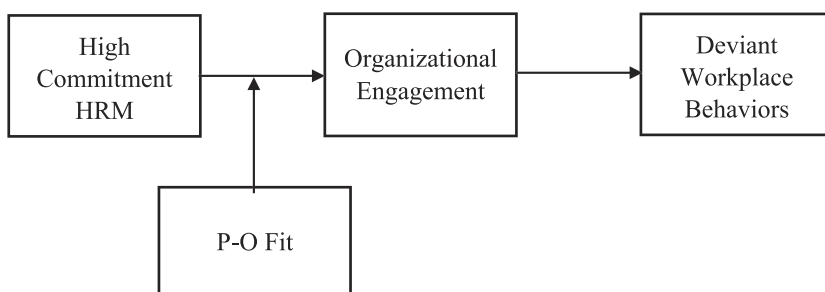 High
Commitment
HRM
Organizational
Engagement
Deviant
Workplace
Behaviors
P-O Fit